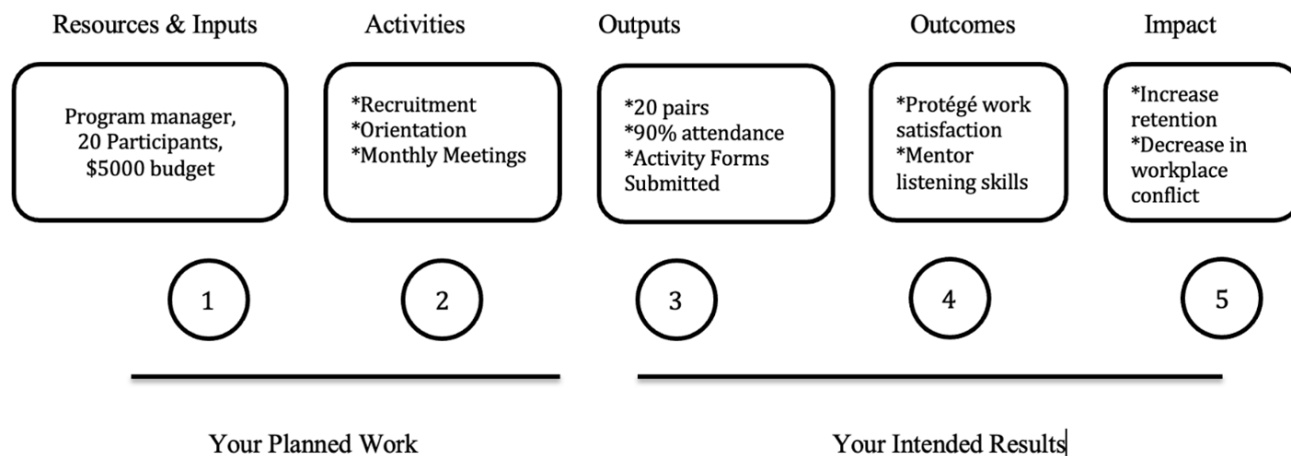 Resources & Inputs
Activities
Outputs
Outcomes
Impact
Program manager,
20 Participants,
$5000 budget
*Recruitment
*Orientation
*Monthly Meetings
*20 pairs
*90% attendance
*Activity Forms
Submitted
*Protégé work
satisfaction
*Mentor
listening skills
*Increase
retention
*Decrease in
workplace
conflict
1
2
3
4
5
Your Planned Work
Your Intended Results